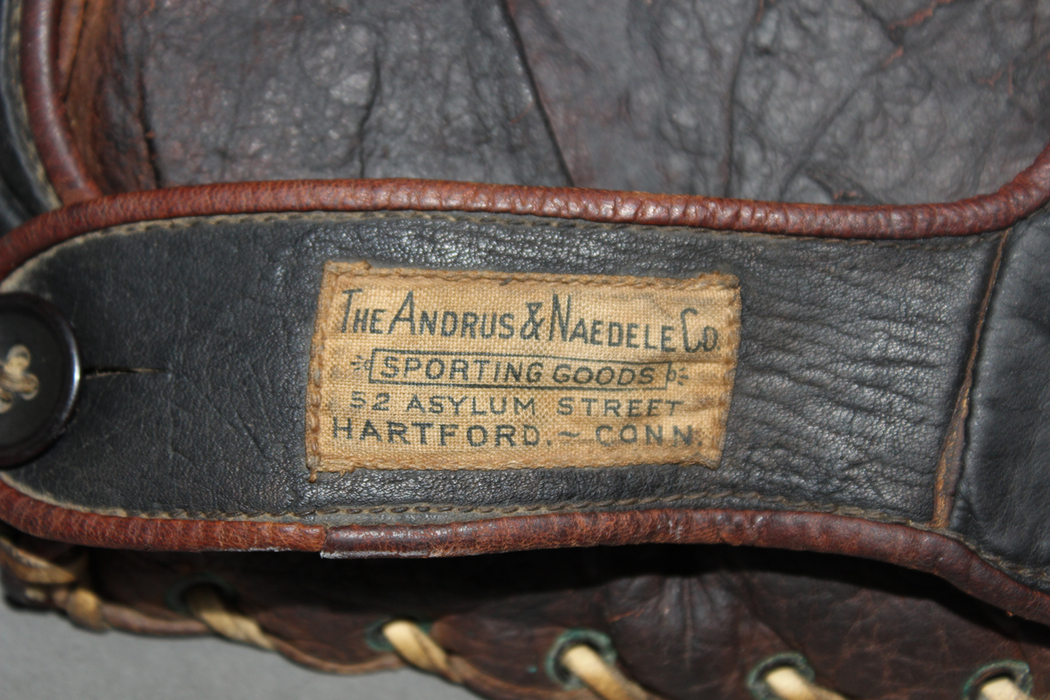 THE ANDRUS & NAEDELE CO
SPORTING GOODS
52 ASYLUM STREET
HARTFORD. ~ CONN.